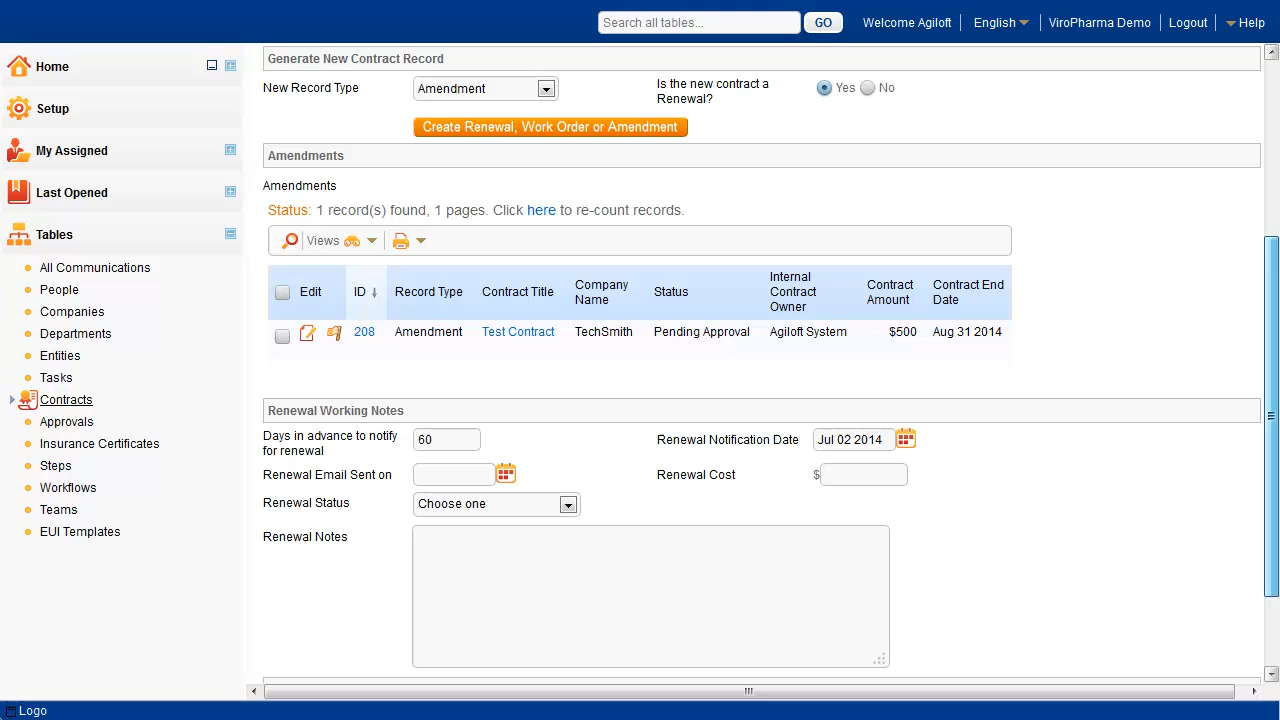 Search all tables...
GO
Welcome Agiloft
English
ViroPharma Demo
Logout
Help
Home
Setup
My Assigned
Last Opened
Tables
All Communications
People
Companies
Departments
Entities
Tasks
Contracts
Approvals
Insurance Certificates
Steps
Workflows
Teams
EUI Templates
Generate New Contract Record
New Record Type
Amendment
Is the new contract a
Renewal?
Yes
No
Create Renewal, Work Order or Amendment
Amendments
Amendments
Status: 1 record(s) found, 1 pages. Click here to re-count records.
Views
Edit
ID
Record Type
Contract Title
Company
Name
Status
Internal
Contract
Owner
Contract
Amount
Contract End
Date
208
Amendment
Test Contract
TechSmith
Pending Approval
Agiloft System
$500
Aug 31 2014
Renewal Working Notes
Days in advance to notify
for renewal
60
Renewal Notification Date
Jul 02 2014
Renewal Email Sent on
Renewal Cost
$
Renewal Status
Choose one
Renewal Notes
Logo